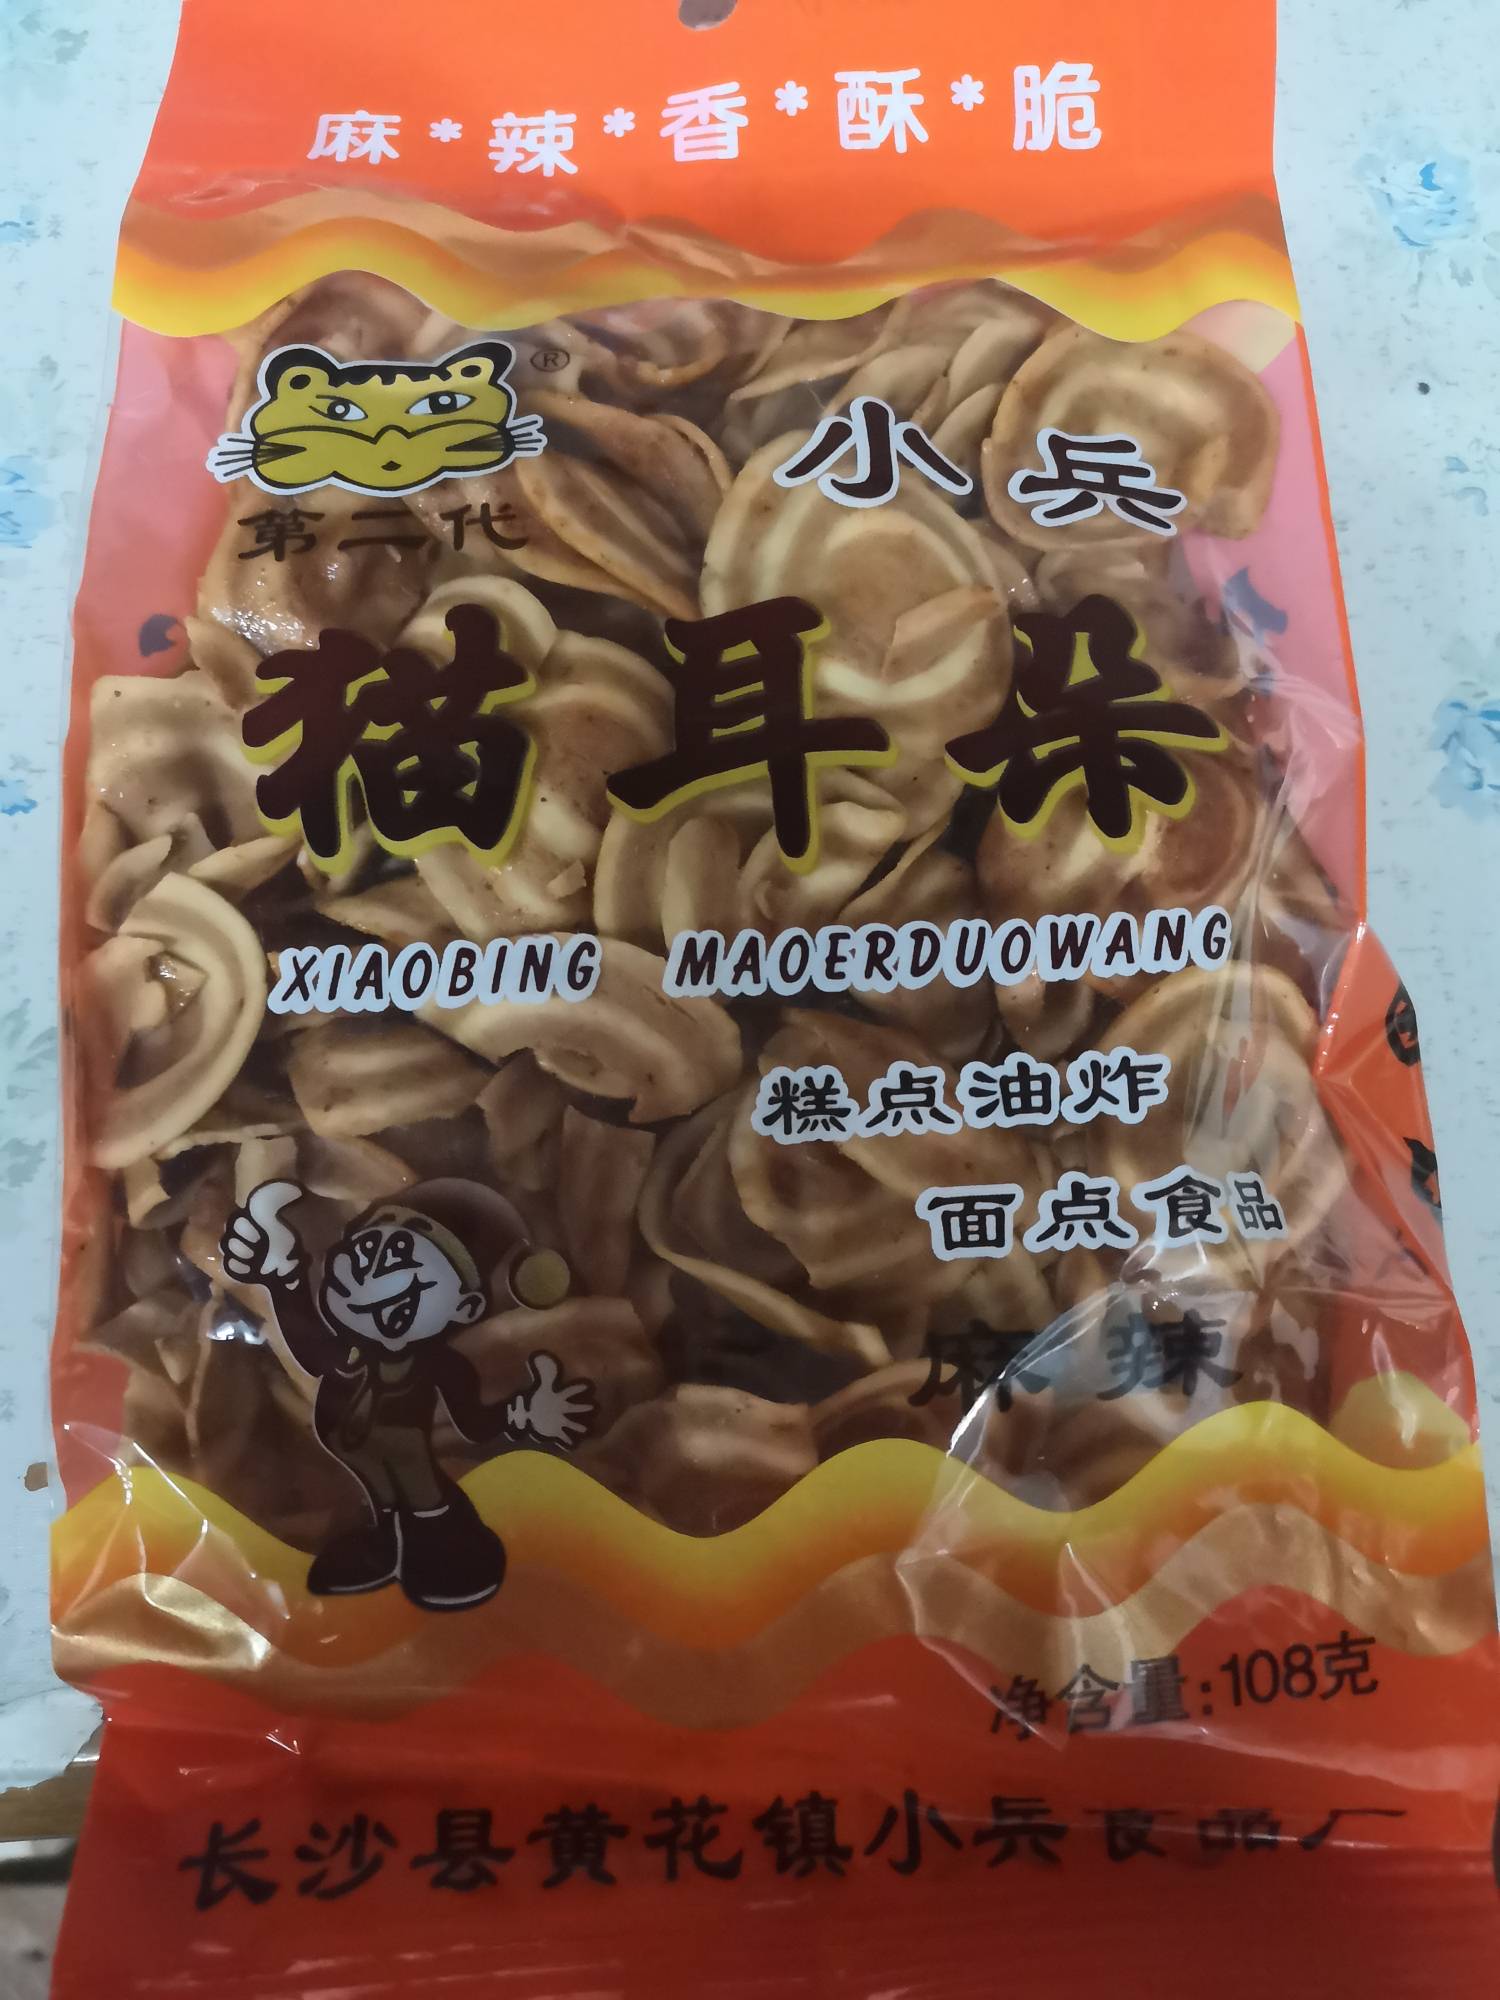 麻*辣*香*酥*脆
®
小兵
第二代
猫耳朵
XIAOBING MAOERDUOWANG
糕点油炸
面点食品
麻辣
净含量:108克
长沙县黄花镇小兵食品厂